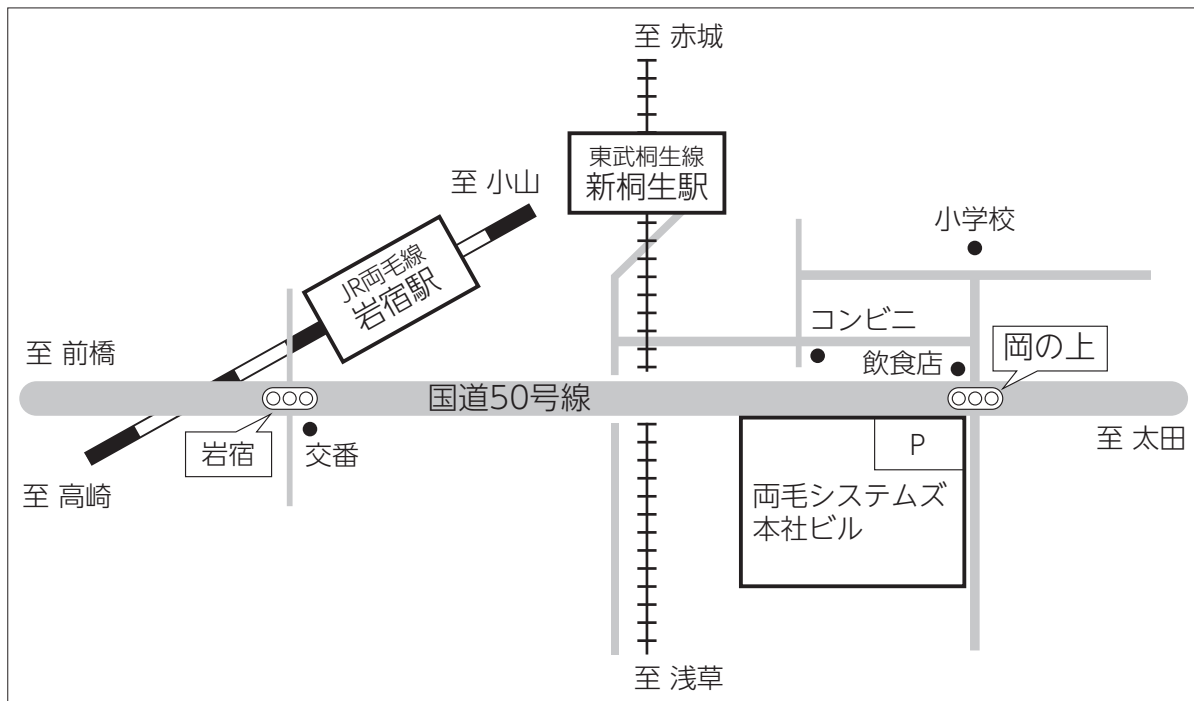 至 赤城
東武桐生線
新桐生駅
至 小山
小学校
JR両毛線
岩宿駅
コンビニ
岡の上
至 前橋
飲食店
国道50号線
至 太田
岩宿
交番
P
至 高崎
両毛システムズ
本社ビル
至 浅草